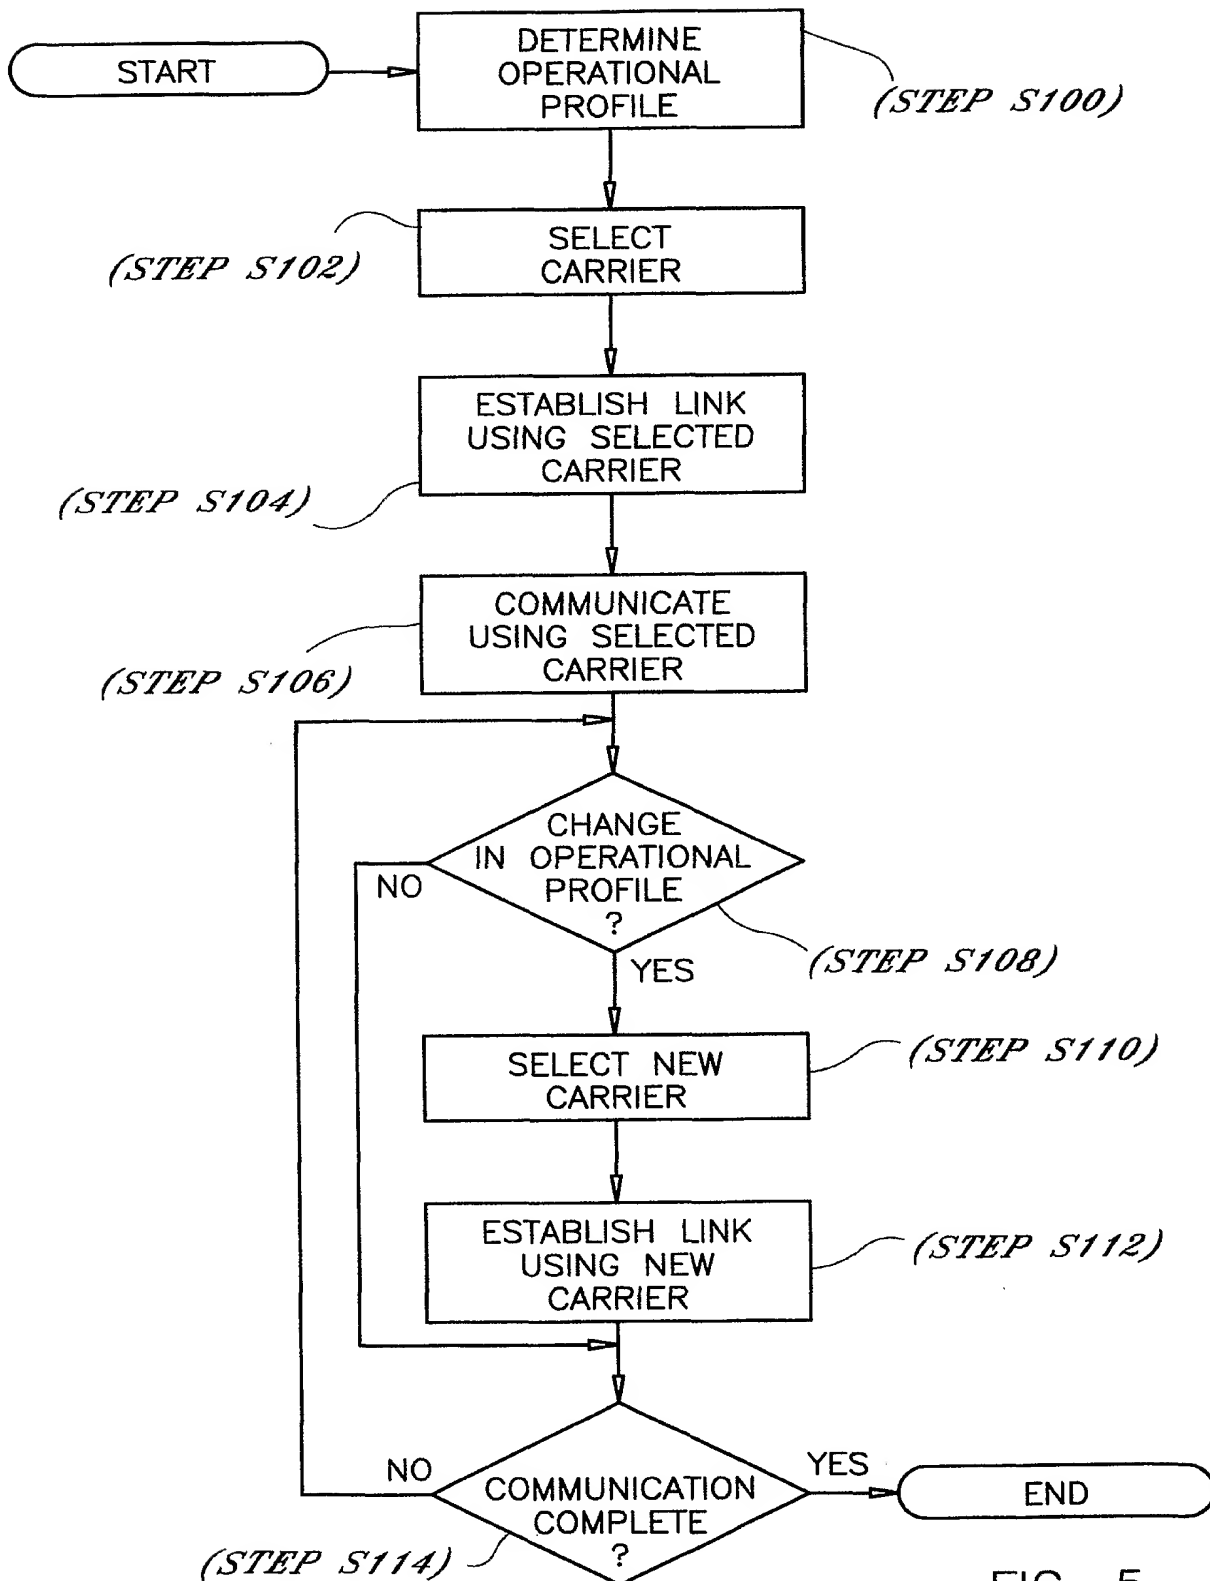 START
DETERMINE
OPERATIONAL
PROFILE
(STEP S100)
SELECT
CARRIER
(STEP S102)
ESTABLISH LINK
USING SELECTED
CARRIER
(STEP S104)
COMMUNICATE
USING SELECTED
CARRIER
(STEP S106)
CHANGE
IN OPERATIONAL
PROFILE
?
NO
YES
(STEP S108)
SELECT NEW
CARRIER
(STEP S110)
ESTABLISH LINK
USING NEW
CARRIER
(STEP S112)
NO
COMMUNICATION
COMPLETE
?
YES
END
(STEP S114)
FIG. 5